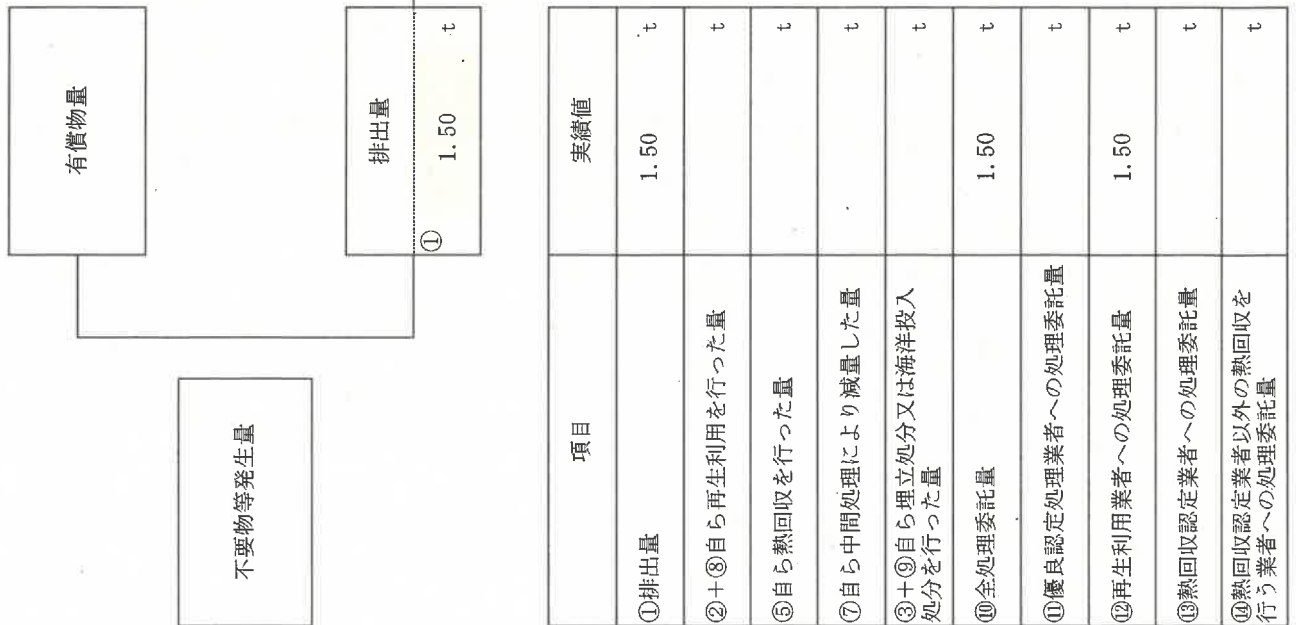 有償物量
不要物等発生量
排出量
① 1.50 t
項目 実績値
①排出量 1.50 t
②+⑧自ら再生利用を行った量 t
⑤自ら熱回収を行った量 t
⑦自ら中間処理により減量した量 t
③+⑨自ら埋立処分又は海洋投入
処分を行った量 t
⑩全処理委託量 1.50 t
⑪優良認定処理業者への処理委託量 t
⑫再生利用業者への処理委託量 1.50 t
⑬熱回収認定業者への処理委託量 t
⑭熱回収認定業者以外の熱回収を
行う業者への処理委託量 t